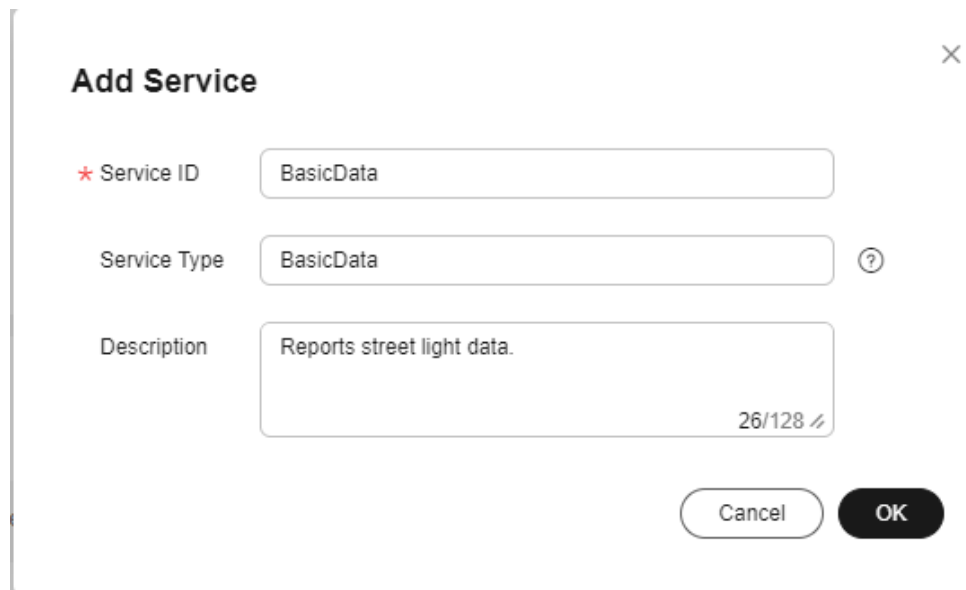 Add Service
* Service ID BasicData
Service Type BasicData ?
Description Reports street light data.
26/128
Cancel OK